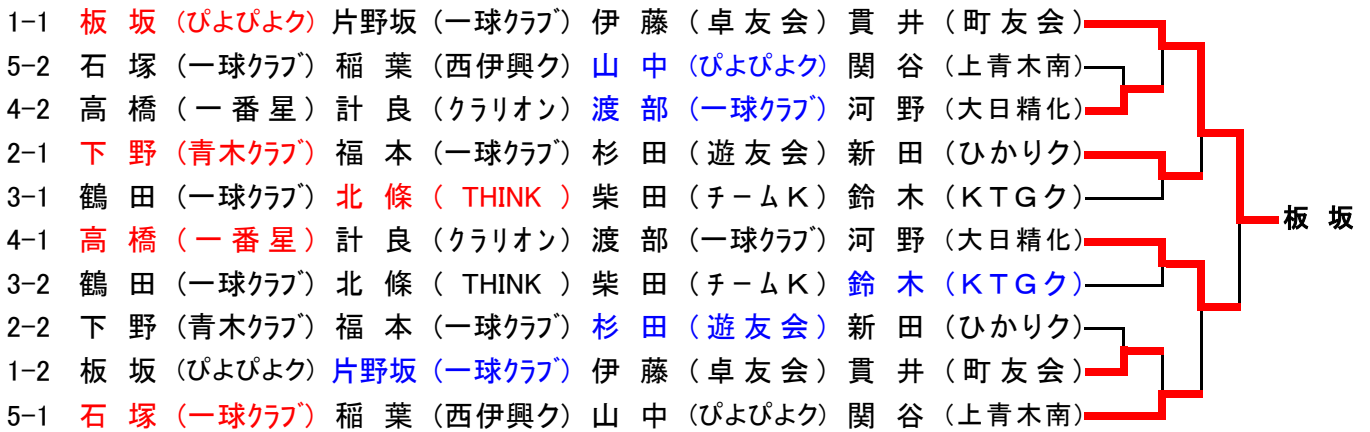 1-1 板 坂 (ぴよぴよク) 片野坂 (一球クラブ) 伊 藤 ( 卓 友 会 ) 貫 井 ( 町 友 会 )
5-2 石 塚 (一球クラブ) 稲 葉 (西伊興ク) 山 中 (ぴよぴよク) 関 谷 (上青木南)
4-2 高 橋 ( 一 番 星 ) 計 良 (クラリオン) 渡 部 (一球クラブ) 河 野 (大日精化)
2-1 下 野 (青木クラブ) 福 本 (一球クラブ) 杉 田 ( 遊 友 会 ) 新 田 (ひかりク)
3-1 鶴 田 (一球クラブ) 北 條 ( THINK ) 柴 田 (チームK) 鈴 木 (KTGク)
板 坂
4-1 高 橋 ( 一 番 星 ) 計 良 (クラリオン) 渡 部 (一球クラブ) 河 野 (大日精化)
3-2 鶴 田 (一球クラブ) 北 條 ( THINK ) 柴 田 (チームK) 鈴 木 (KTGク)
2-2 下 野 (青木クラブ) 福 本 (一球クラブ) 杉 田 ( 遊 友 会 ) 新 田 (ひかりク)
1-2 板 坂 (ぴよぴよク) 片野坂 (一球クラブ) 伊 藤 ( 卓 友 会 ) 貫 井 ( 町 友 会 )
5-1 石 塚 (一球クラブ) 稲 葉 (西伊興ク) 山 中 (ぴよぴよク) 関 谷 (上青木南)